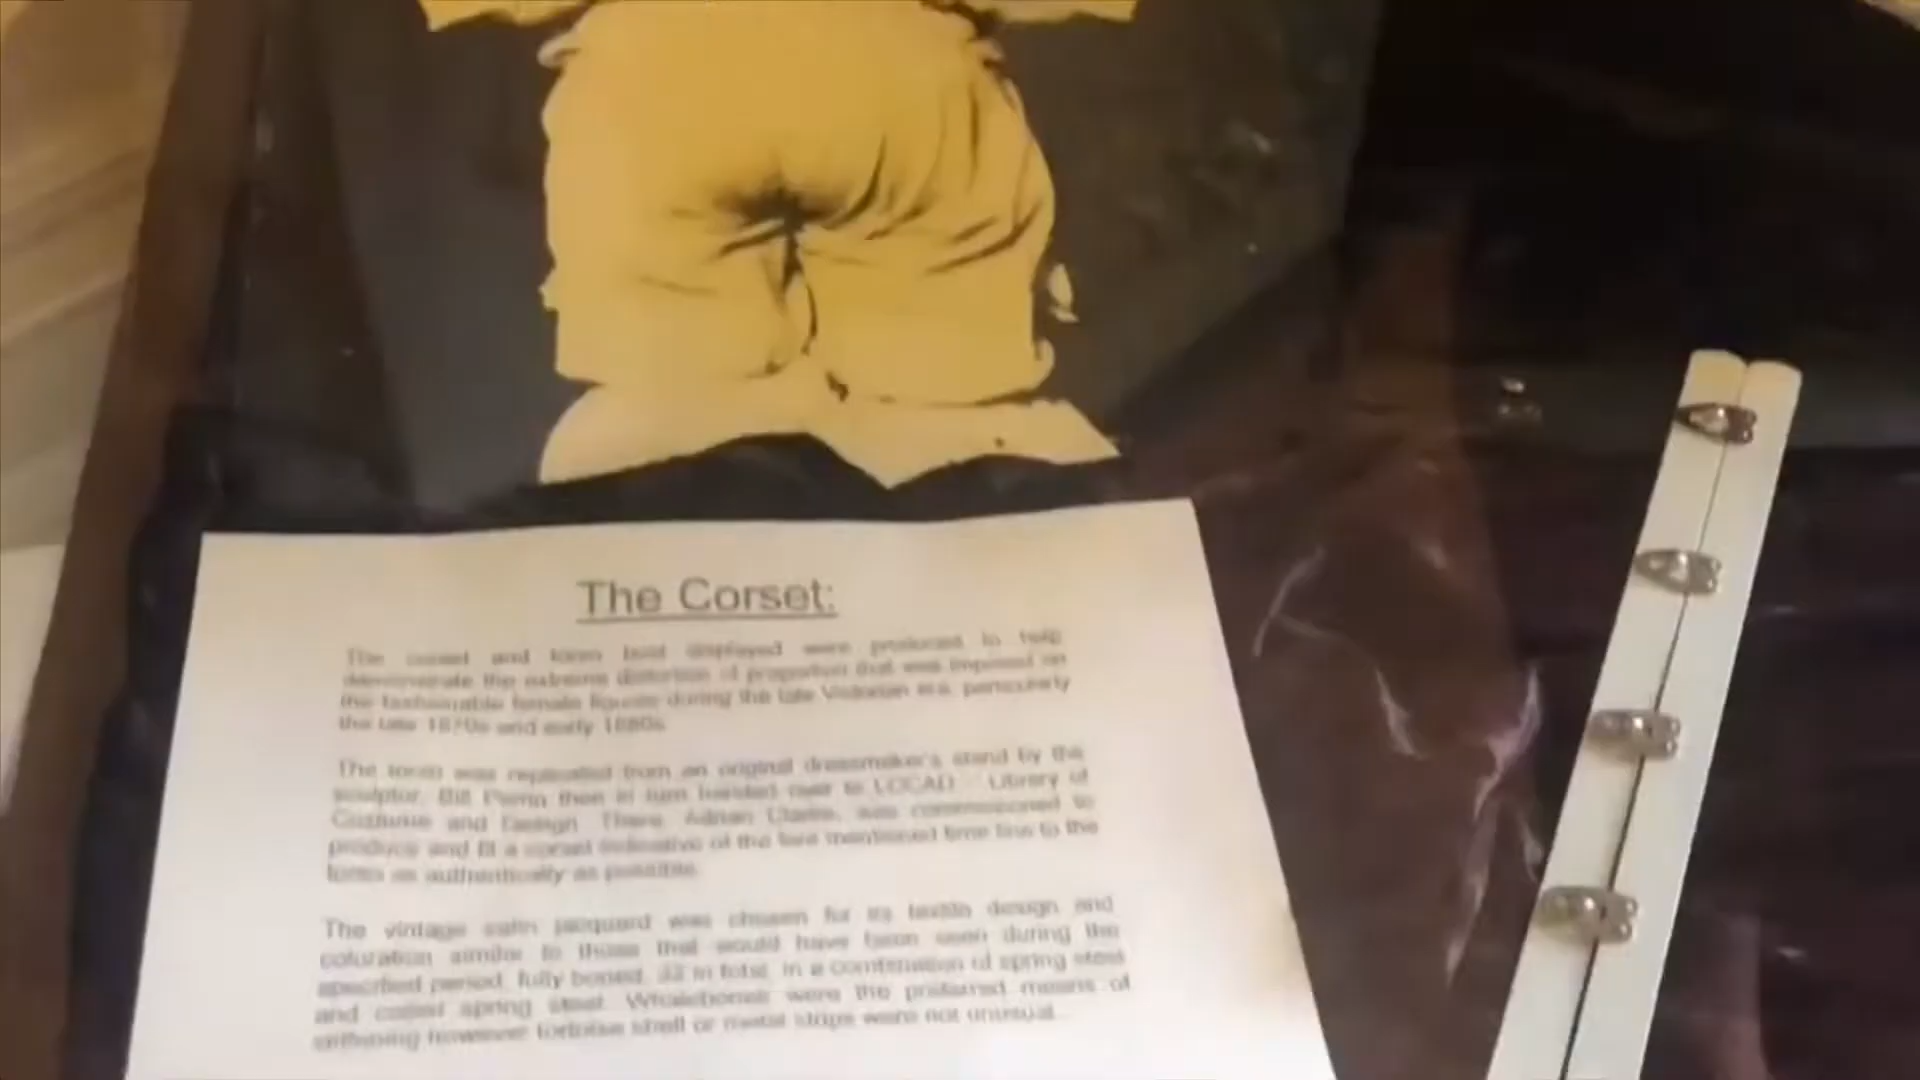 The Corset:
The corset and torso bust displayed were produced to help
demonstrate the extreme distortion of proportion that was imposed on
the fashionable female figure during the late Victorian era, particularly
the late 1870s and early 1880s.
The torso was replicated from an original dressmaker's stand by the
sculptor, Bill then in turn handed over to LOCAD - Library of
Costume and Design. There, Adrian was commissioned to
produce and fit a corset indicative of the fore mentioned time line to the
torso as authentically as possible.
The vintage satin jacquard was chosen for its textile design and
colouration similar to those that would have been seen during the
specified period, fully boned, in total, in a combination of spring steel
and coiled spring steel. Whalebones were the preferred means of
stiffening however tortoise shell or metal strips were not unusual.